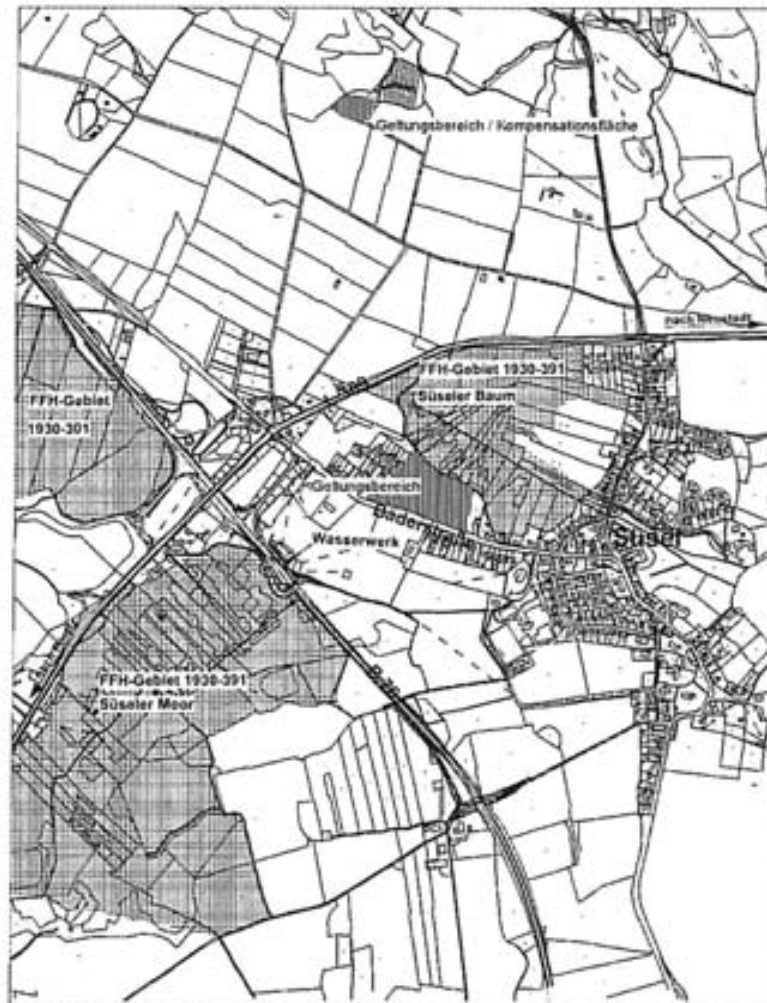 Geltungsbereich / Kompensationsfläche
nach Neustadt
FFH-Gebiet 1930-391
Süseler Baum
FFH-Gebiet
1930-301
Geltungsbereich
Wasserwerk
Süsel
FFH-Gebiet 1930-391
Süseler Moor